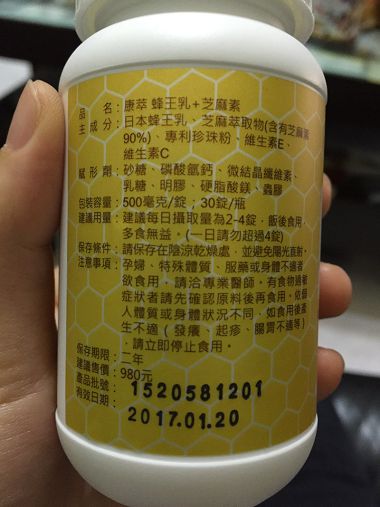 品名：康萃 蜂王乳+芝麻素
主成分：日本蜂王乳、芝麻萃取物(含有芝麻素
90%)、專利珍珠粉、維生素E、
維生素C
賦形劑：砂糖、磷酸氫鈣、微結晶纖維素、
乳糖、明膠、硬脂酸鎂、蟲膠
包裝容量：500毫克/錠；30錠/瓶
建議用量：建議每日攝取量為2-4錠，飯後食用，
多食無益。(一日請勿超過4錠)
保存條件：請保存在陰涼乾燥處，並避免陽光直射。
注意事項：孕婦、特殊體質、服藥或身體不適者
欲食用，請洽專業醫師。有食物過敏
症狀者請先確認原料後再食用。依個
人體質或身體狀況不同，如食用後產
生不適（發癢、起疹、腸胃不適等）
，請立即停止食用。
保存期限：二年
建議售價：980元
產品批號：1520581201
有效日期：2017.01.20